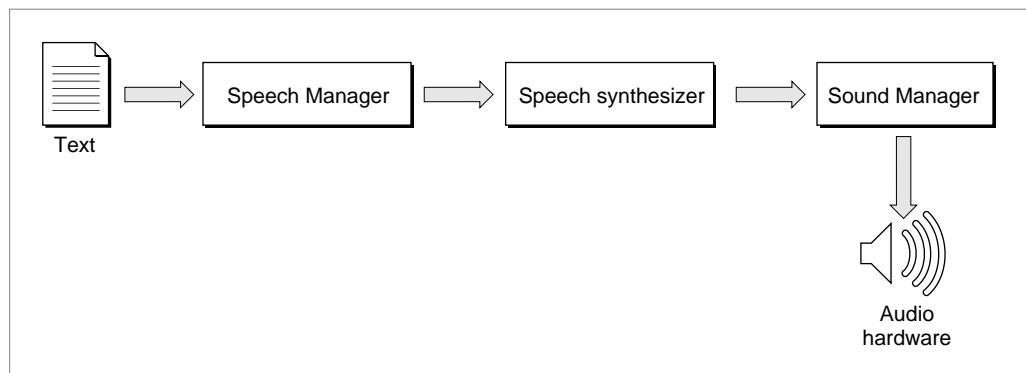 Text
Speech Manager
Speech synthesizer
Sound Manager
Audio
hardware